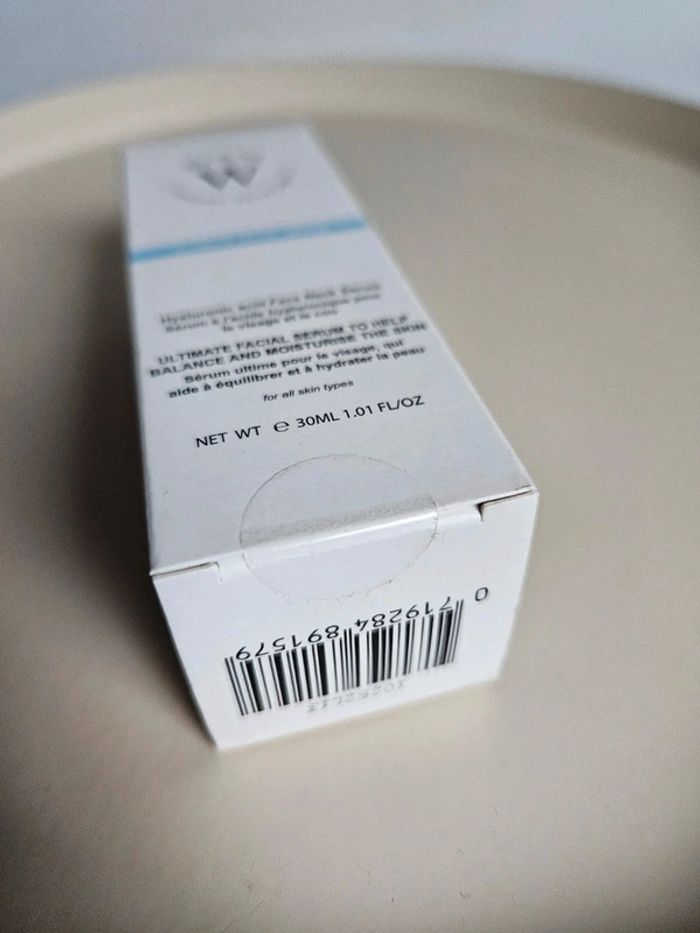 W
Hyaluronic acid Face Neck Serum
Sérum à l'acide hyaluronique pour
le visage et le cou
ULTIMATE FACIAL SERUM TO HELP
BALANCE AND MOISTURISE THE SKIN
Sérum ultime pour le visage, qui
aide à équilibrer et à hydrater la peau
for all skin types
NET WT ℮ 30ML 1.01 FL/OZ
0 719284 891579